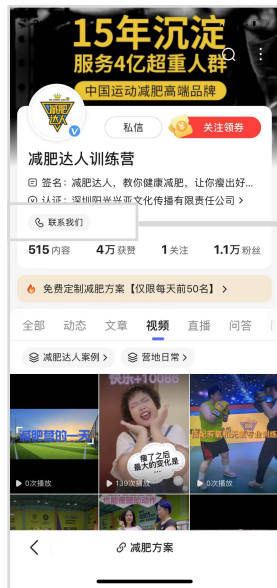 15年沉淀
服务4亿超重人群
中国运动减肥高端品牌
减肥达人
私信
关注领券
减肥达人训练营
签名：减肥达人，教你健康减肥，让你瘦出好...
认证：深圳阳光兴亚文化传播有限责任公司
联系我们
515 内容
4万 获赞
1 关注
1.1万 粉丝
免费定制减肥方案【仅限每天前50名】
全部
动态
文章
视频
直播
问答
减肥达人案例
营地日常
减肥营的一天
快乐+10086
瘦了之后
最大的变化是
0次播放
139次播放
0次播放
减肥方案